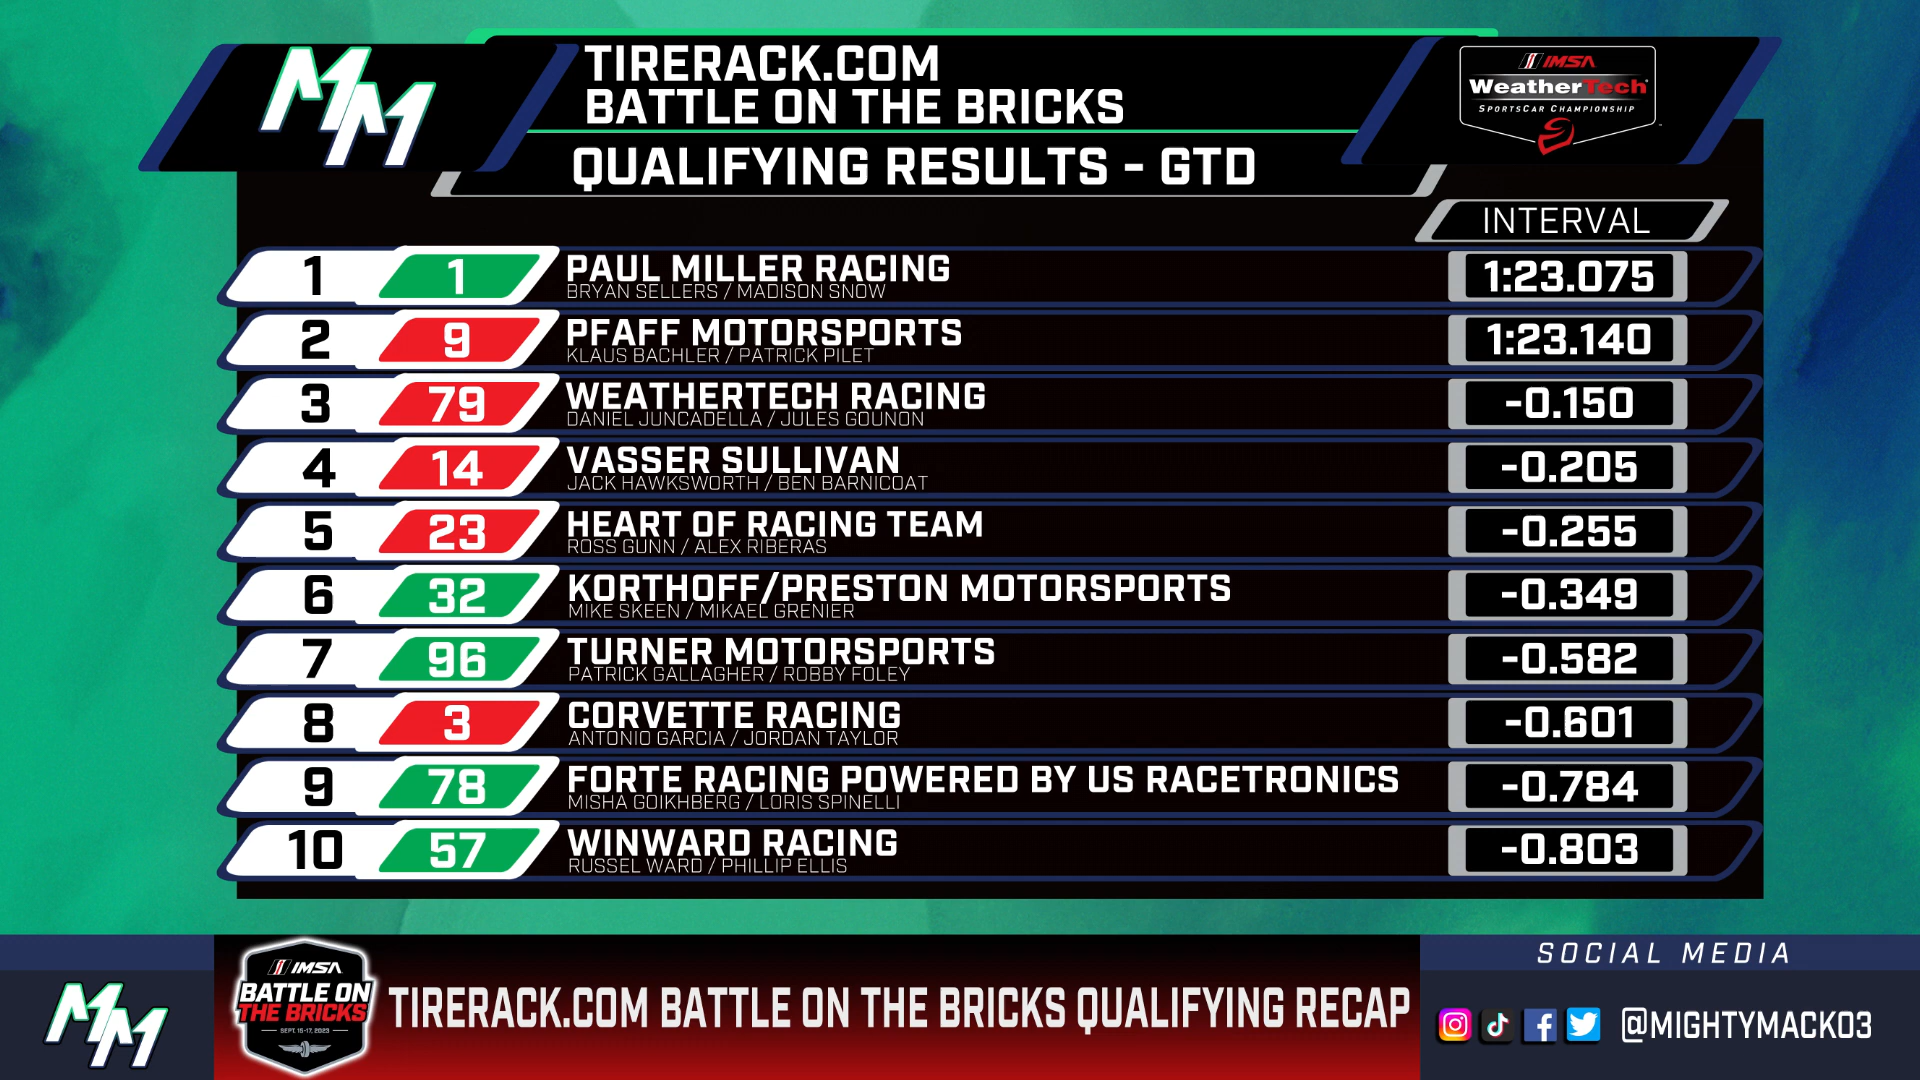 MM
TIRERACK.COM
BATTLE ON THE BRICKS
QUALIFYING RESULTS - GTD
IMSA
WeatherTech
SPORTSCAR CHAMPIONSHIP
INTERVAL
1 1 PAUL MILLER RACING 1:23.075
BRYAN SELLERS / MADISON SNOW
2 9 PFAFF MOTORSPORTS 1:23.140
KLAUS BACHLER / PATRICK PILET
3 79 WEATHERTECH RACING -0.150
DANIEL JUNCADELLA / JULES GOUNON
4 14 VASSER SULLIVAN -0.205
JACK HAWKSWORTH / BEN BARNICOAT
5 23 HEART OF RACING TEAM -0.255
ROSS GUNN / ALEX RIBERAS
6 32 KORTHOFF/PRESTON MOTORSPORTS -0.349
MIKE SKEEN / MIKAEL GRENIER
7 96 TURNER MOTORSPORTS -0.582
PATRICK GALLAGHER / ROBBY FOLEY
8 3 CORVETTE RACING -0.601
ANTONIO GARCIA / JORDAN TAYLOR
9 78 FORTE RACING POWERED BY US RACETRONICS -0.784
MISHA GOIKHBERG / LORIS SPINELLI
10 57 WINWARD RACING -0.803
RUSSEL WARD / PHILLIP ELLIS
MM
IMSA
BATTLE ON
THE BRICKS
SEPT. 15-17, 2023
TIRERACK.COM BATTLE ON THE BRICKS QUALIFYING RECAP
SOCIAL MEDIA
@MIGHTYMACK03